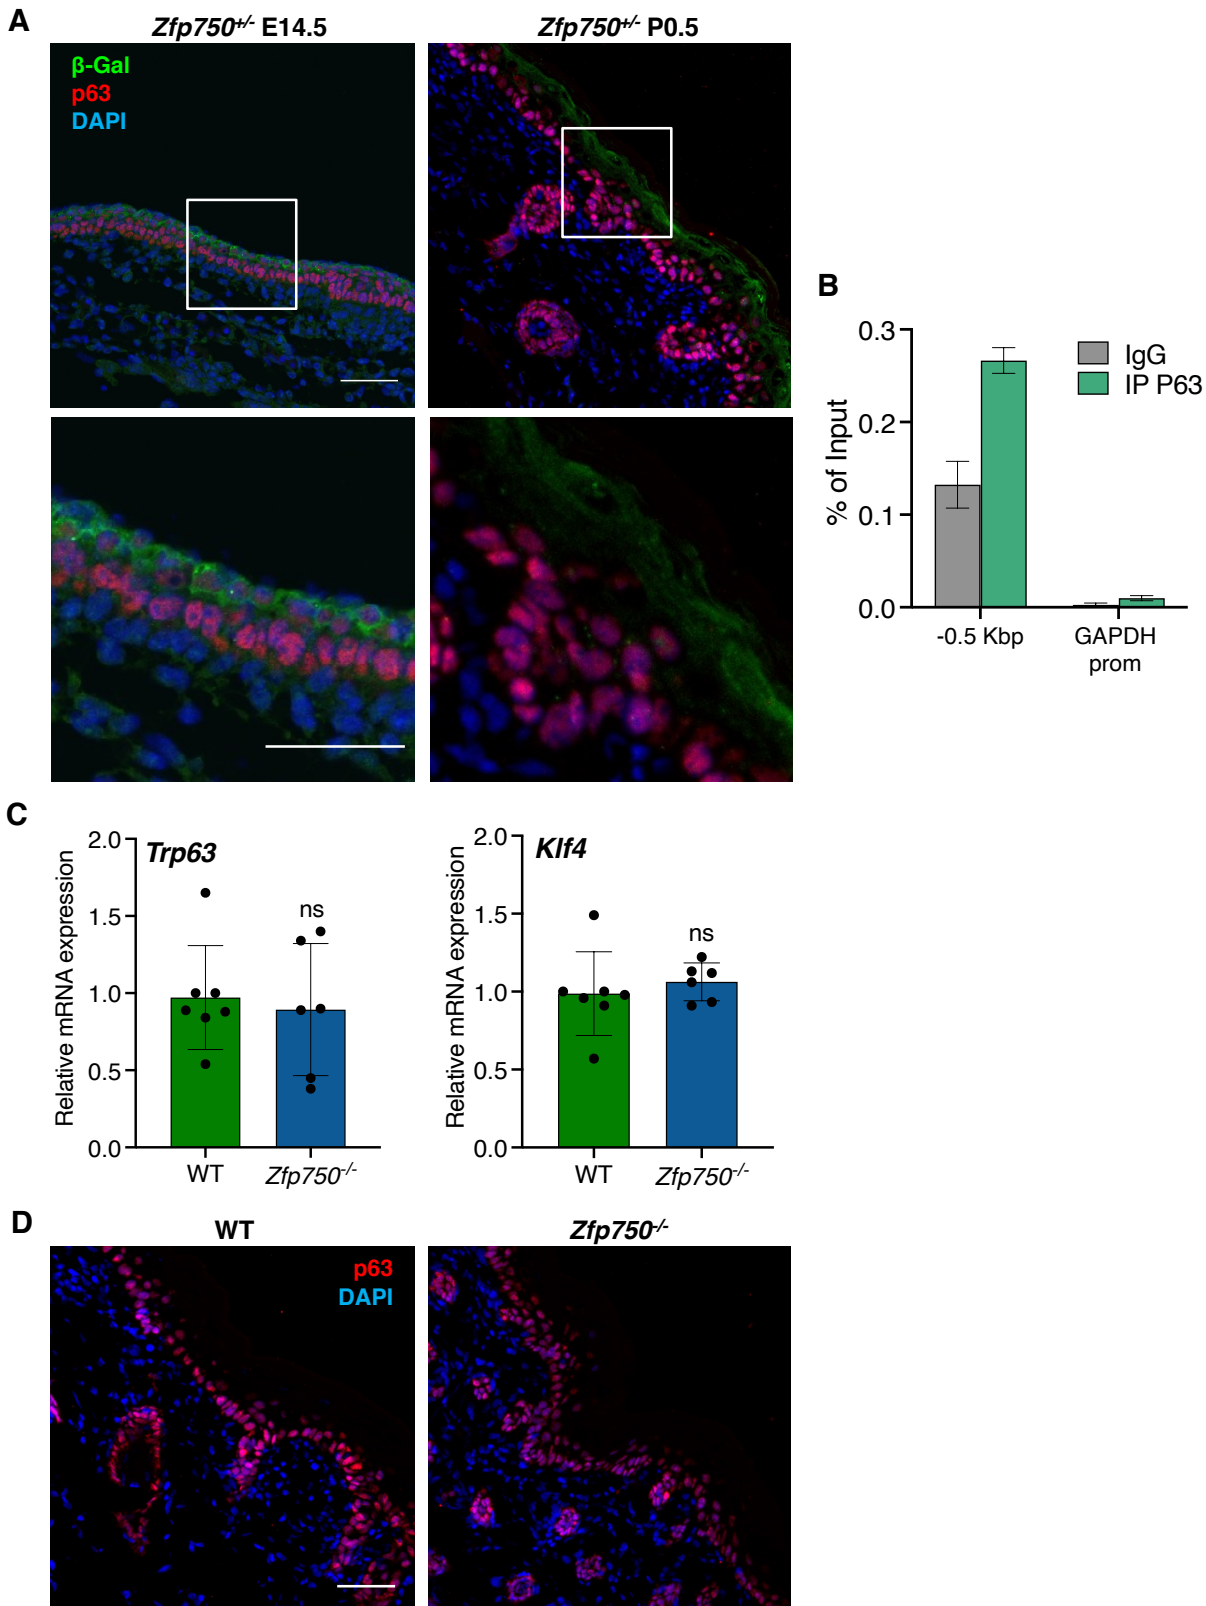 A
Zfp750+/- E14.5
Zfp750+/- P0.5
β-Gal
p63
DAPI
B
0.3
0.2
0.1
0.0
% of Input
IgG
IP P63
-0.5 Kbp
GAPDH
prom
C
2.0
1.5
1.0
0.5
0.0
Relative mRNA expression
Trp63
ns
WT
Zfp750-/-
2.0
1.5
1.0
0.5
0.0
Relative mRNA expression
Klf4
ns
WT
Zfp750-/-
D
WT
Zfp750-/-
p63
DAPI